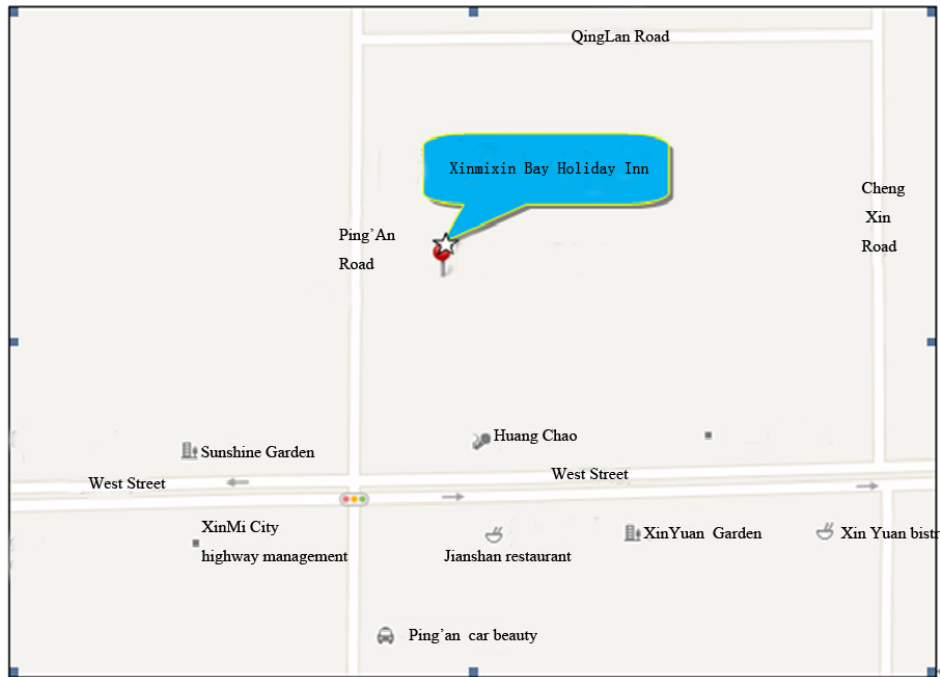 QingLan Road
Xinmixin Bay Holiday Inn
Cheng
Xin
Road
Ping’An
Road
Huang Chao
Sunshine Garden
West Street
West Street
XinMi City
highway management
XinYuan Garden
Xin Yuan bistr
Jianshan restaurant
Ping’an car beauty